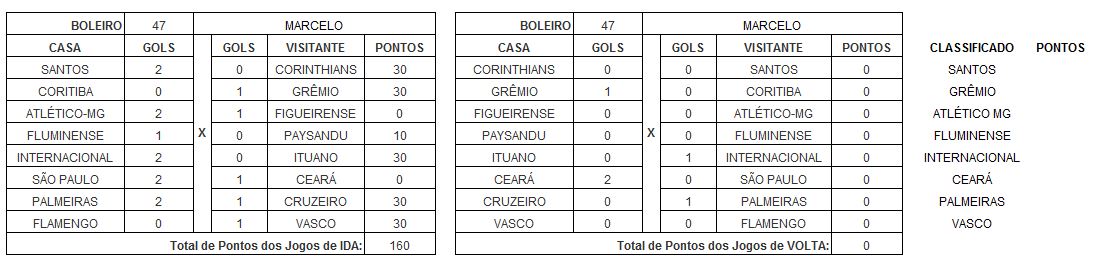 BOLEIRO 47 MARCELO BOLEIRO 47 MARCELO
CASA GOLS GOLS VISITANTE PONTOS CASA GOLS GOLS VISITANTE PONTOS CLASSIFICADO PONTOS
SANTOS 2 0 CORINTHIANS 30 CORINTHIANS 0 0 SANTOS 0 SANTOS
CORITIBA 0 1 GRÊMIO 30 GRÊMIO 1 0 CORITIBA 0 GRÊMIO
ATLÉTICO-MG 2 1 FIGUEIRENSE 0 FIGUEIRENSE 0 0 ATLÉTICO-MG 0 ATLÉTICO MG
FLUMINENSE 1 X 0 PAYSANDU 10 PAYSANDU 0 X 0 FLUMINENSE 0 FLUMINENSE
INTERNACIONAL 2 0 ITUANO 30 ITUANO 0 1 INTERNACIONAL 0 INTERNACIONAL
SÃO PAULO 2 1 CEARÁ 0 CEARÁ 2 0 SÃO PAULO 0 CEARÁ
PALMEIRAS 2 1 CRUZEIRO 30 CRUZEIRO 0 1 PALMEIRAS 0 PALMEIRAS
FLAMENGO 0 1 VASCO 30 VASCO 0 0 FLAMENGO 0 VASCO
Total de Pontos dos Jogos de IDA: 160 Total de Pontos dos Jogos de VOLTA: 0